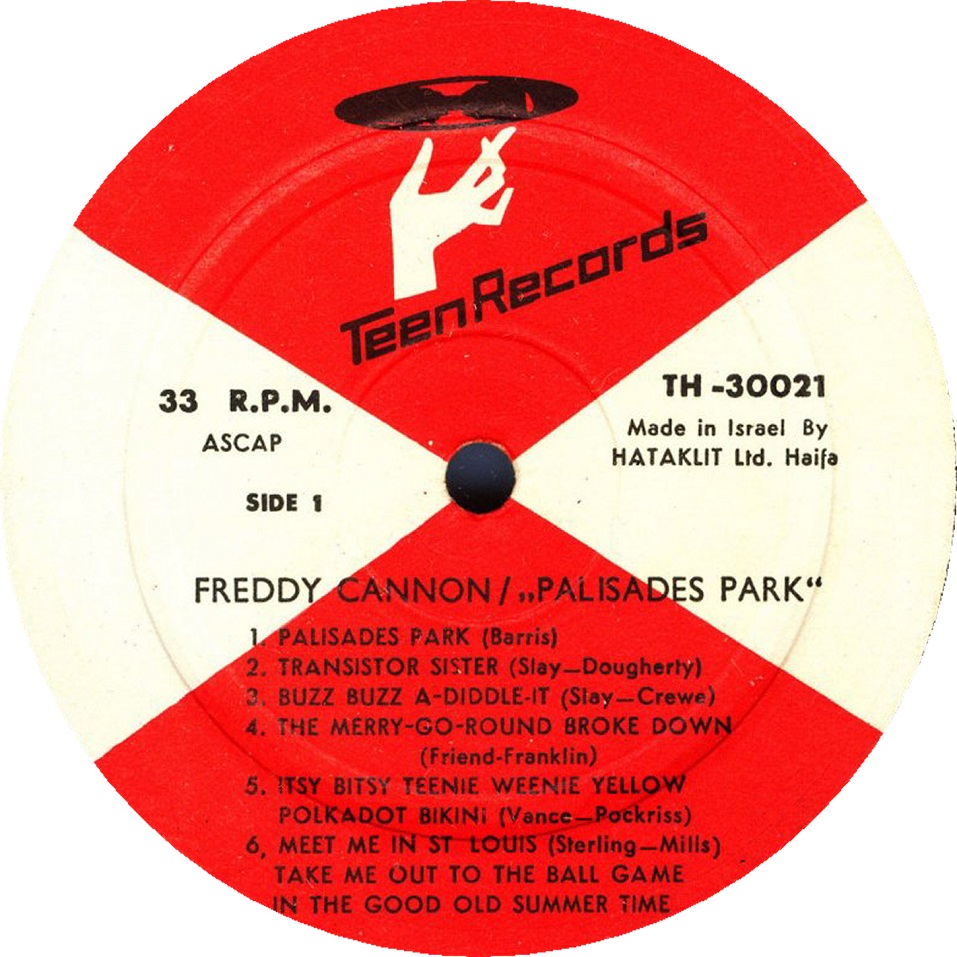 Teen Records
33 R.P.M.
ASCAP
SIDE 1
TH-30021
Made in Israel By
HATAKLIT Ltd. Haifa
FREDDY CANNON/„PALISADES PARK“
1. PALISADES PARK (Barris)
2. TRANSISTOR SISTER (Slay—Dougherty)
3. BUZZ BUZZ A-DIDDLE-IT (Slay—Crewe)
4. THE MERRY-GO-ROUND BROKE DOWN
(Friend-Franklin)
5. ITSY BITSY TEENIE WEENIE YELLOW
POLKADOT BIKINI (Vance—Pockriss)
6, MEET ME IN ST LOUIS (Sterling—Mills)
TAKE ME OUT TO THE BALL GAME
IN THE GOOD OLD SUMMER TIME